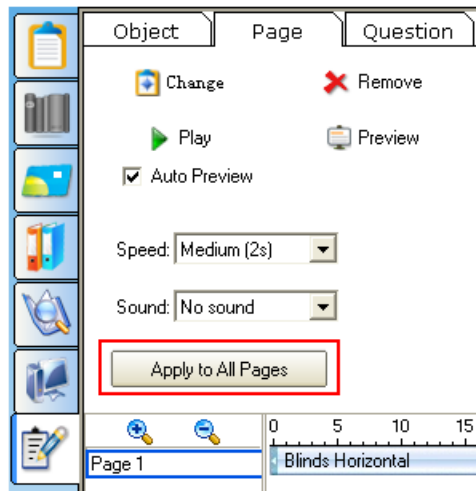 Object Page Question
Change Remove
Play Preview
Auto Preview
Speed: Medium (2s)
Sound: No sound
Apply to All Pages
0 5 10 15
Page 1 Blinds Horizontal